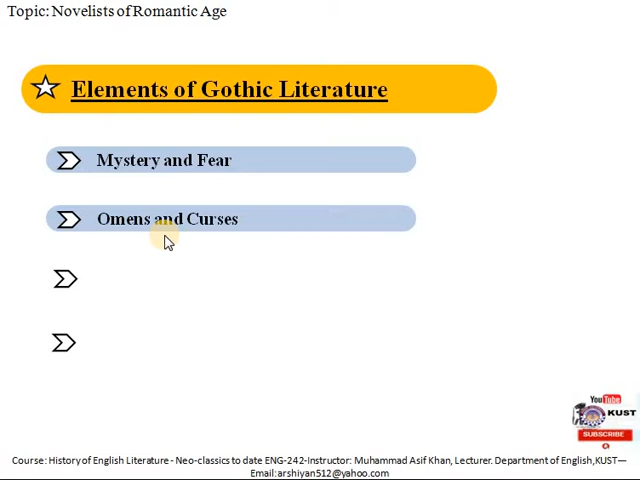 Topic: Novelists of Romantic Age
Elements of Gothic Literature
Mystery and Fear
Omens and Curses
YouTube
KUST
SUBSCRIBE
Course: History of English Literature - Neo-classics to date ENG-242-Instructor: Muhammad Asif Khan, Lecturer. Department of English,KUST—
Email:arshiyan512@yahoo.com